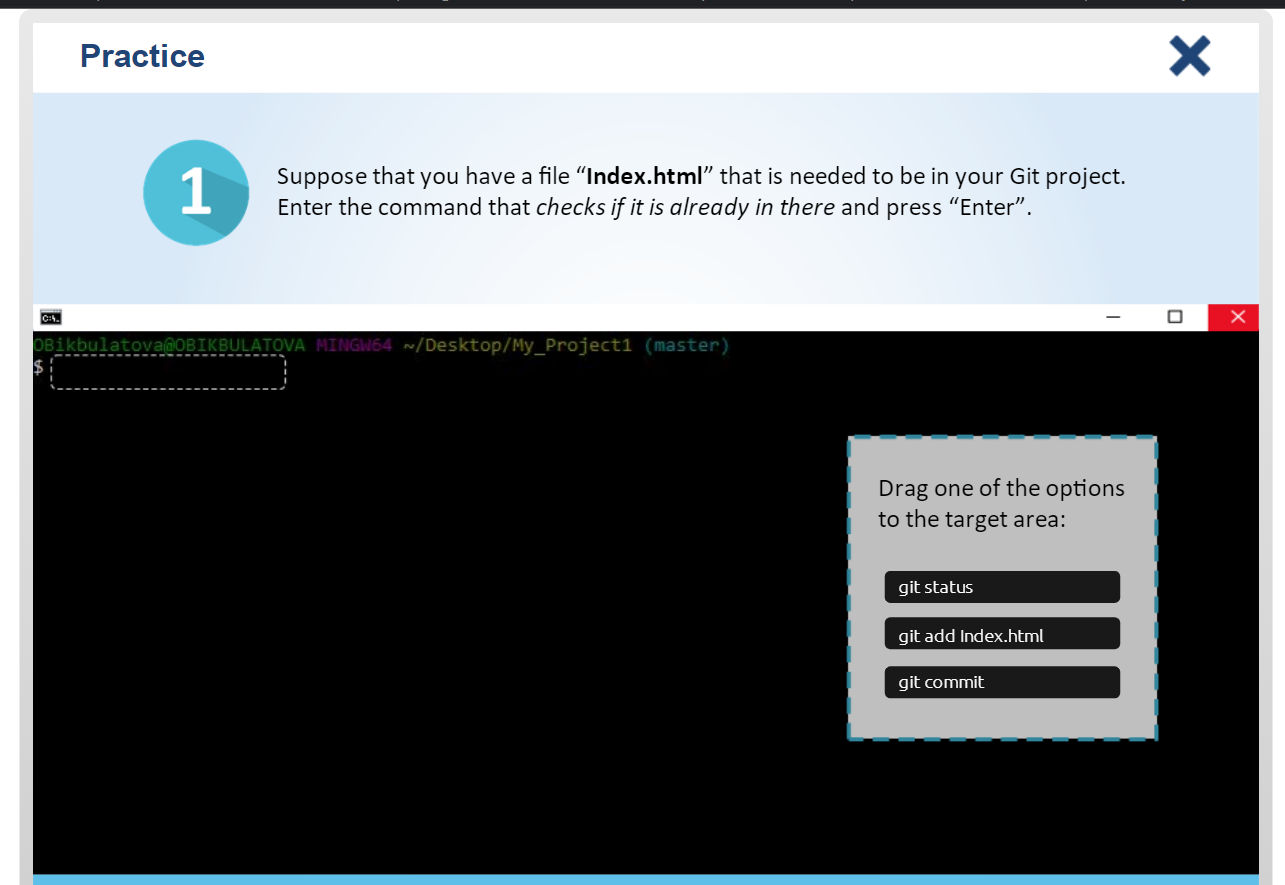 Practice
1
Suppose that you have a file “Index.html” that is needed to be in your Git project.
Enter the command that checks if it is already in there and press “Enter”.
C:\.
OBikbulatova@OBIKBULATOVA MINGW64 ~/Desktop/My_Project1 (master)
$
Drag one of the options
to the target area:
git status
git add Index.html
git commit